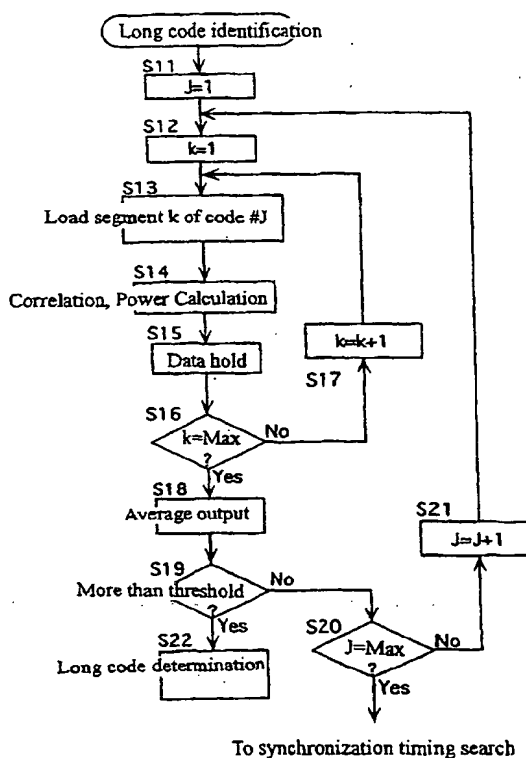 Long code identification
S11
J=1
S12
k=1
S13
Load segment k of code #J
S14
Correlation, Power Calculation
S15
Data hold
k=k+1
S17
S16
k=Max
?
No
Yes
S18
Average output
S21
J=J+1
S19
More than threshold
?
No
Yes
S20
J=Max
?
No
Yes
S22
Long code determination
To synchronization timing search